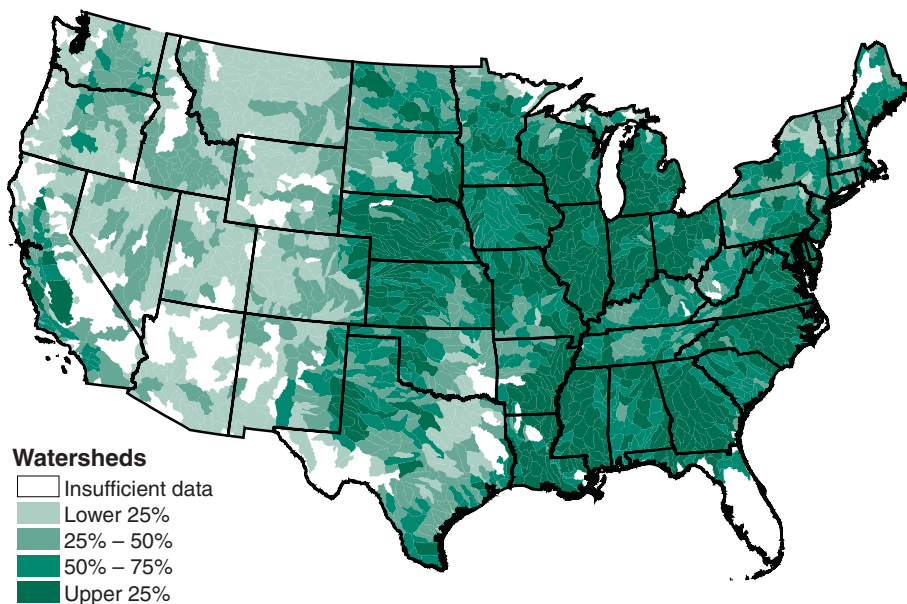 Watersheds
Insufficient data
Lower 25%
25% – 50%
50% – 75%
Upper 25%